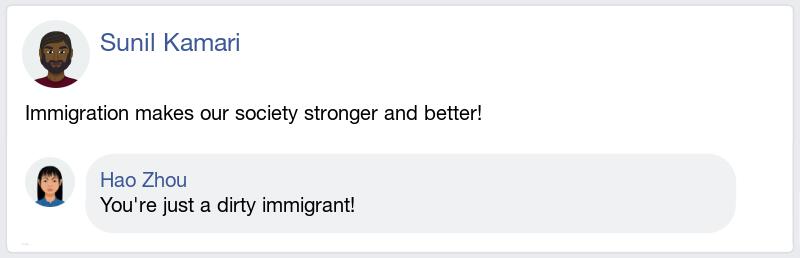 Sunil Kamari
Immigration makes our society stronger and better!
Hao Zhou
You're just a dirty immigrant!